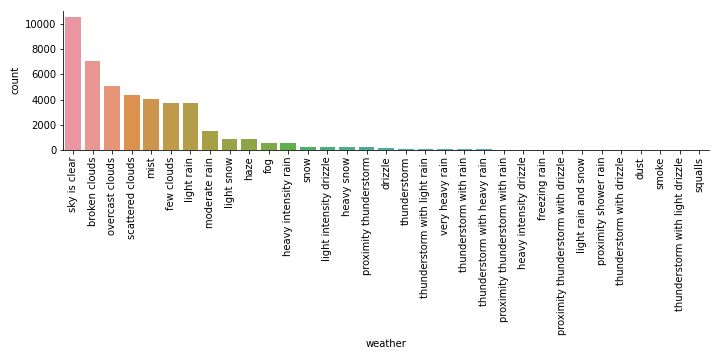 10000
8000
6000
4000
2000
0
count
sky is clear
broken clouds
overcast clouds
scattered clouds
mist
few clouds
light rain
moderate rain
light snow
haze
fog
heavy intensity rain
snow
light intensity drizzle
heavy snow
proximity thunderstorm
drizzle
thunderstorm
thunderstorm with light rain
very heavy rain
thunderstorm with rain
thunderstorm with heavy rain
proximity thunderstorm with rain
heavy intensity drizzle
freezing rain
proximity thunderstorm with drizzle
light rain and snow
proximity shower rain
thunderstorm with drizzle
dust
smoke
thunderstorm with light drizzle
squalls
weather